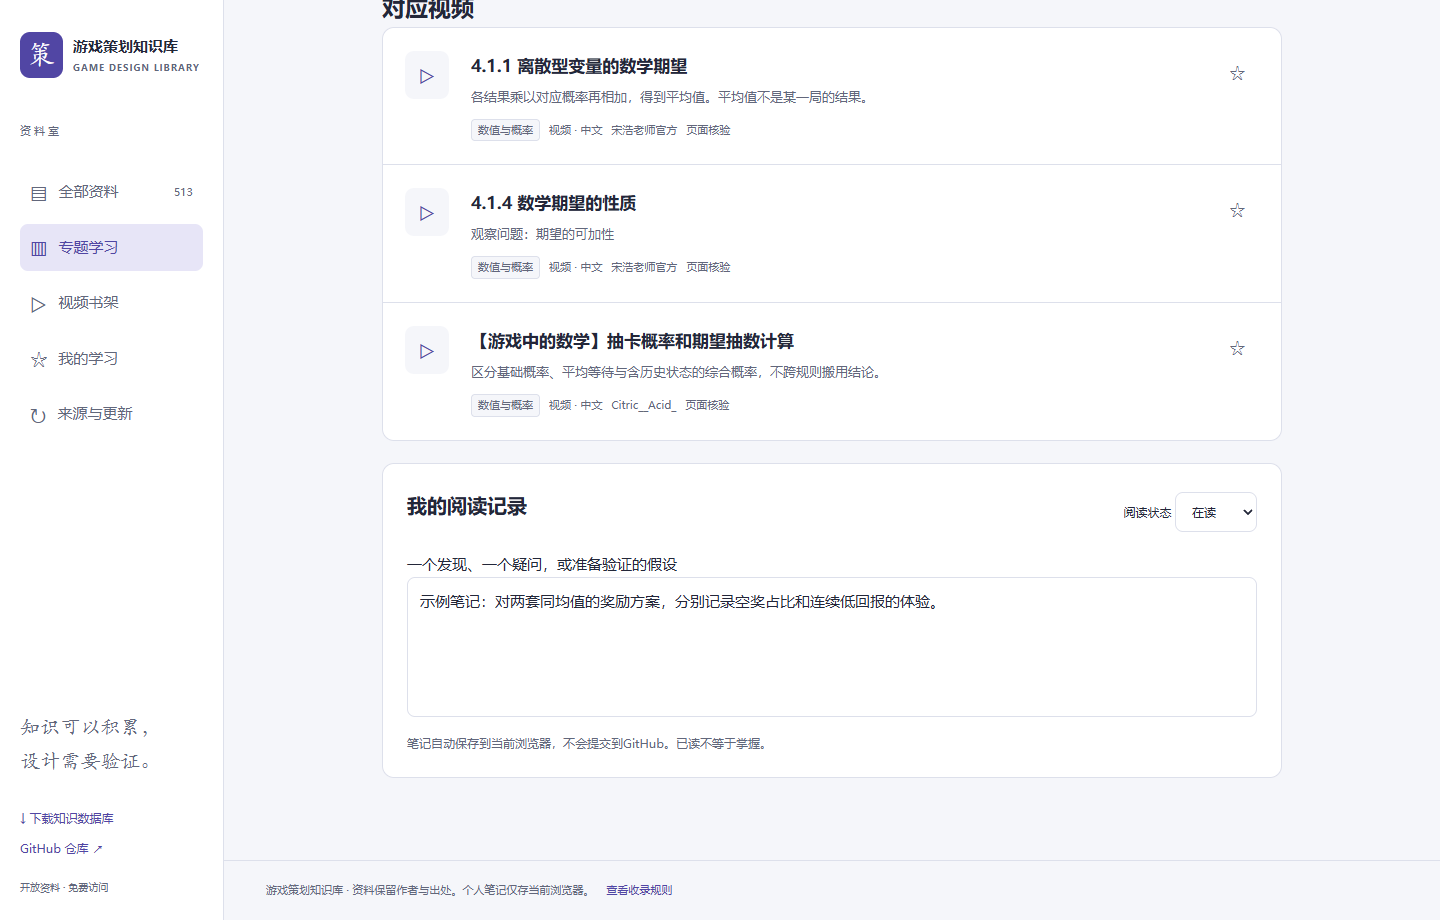 策
游戏策划知识库
GAME DESIGN LIBRARY
资料室
全部资料 513
专题学习
视频书架
我的学习
来源与更新
知识可以积累，
设计需要验证。
↓ 下载知识数据库
GitHub 仓库 ↗
开放资料 · 免费访问
对应视频
4.1.1 离散型变量的数学期望
各结果乘以对应概率再相加，得到平均值。平均值不是某一局的结果。
数值与概率 视频 · 中文 宋浩老师官方 页面核验
4.1.4 数学期望的性质
观察问题：期望的可加性
数值与概率 视频 · 中文 宋浩老师官方 页面核验
【游戏中的数学】抽卡概率和期望抽数计算
区分基础概率、平均等待与含历史状态的综合概率，不跨规则搬用结论。
数值与概率 视频 · 中文 Citric__Acid_ 页面核验
我的阅读记录
阅读状态 在读
一个发现、一个疑问，或准备验证的假设
示例笔记：对两套同均值的奖励方案，分别记录空奖占比和连续低回报的体验。
笔记自动保存到当前浏览器，不会提交到GitHub。已读不等于掌握。
游戏策划知识库 · 资料保留作者与出处。个人笔记仅存当前浏览器。 查看收录规则